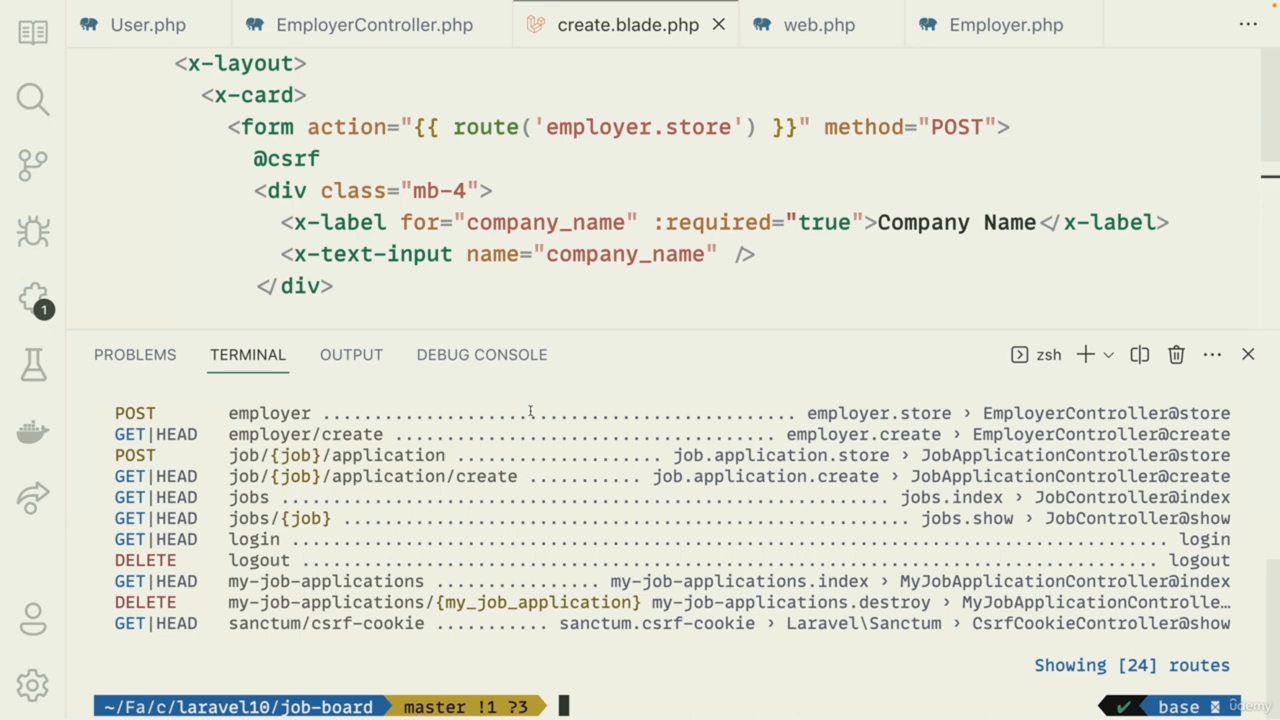 User.php EmployerController.php create.blade.php web.php Employer.php
<x-layout>
<x-card>
<form action="{{ route('employer.store') }}" method="POST">
@csrf
<div class="mb-4">
<x-label for="company_name" :required="true">Company Name</x-label>
<x-text-input name="company_name" />
</div>
1
PROBLEMS TERMINAL OUTPUT DEBUG CONSOLE zsh
POST employer ............................................. employer.store › EmployerController@store
GET|HEAD employer/create ..................................... employer.create › EmployerController@create
POST job/{job}/application .................... job.application.store › JobApplicationController@store
GET|HEAD job/{job}/application/create ........... job.application.create › JobApplicationController@create
GET|HEAD jobs ........................................................... jobs.index › JobController@index
GET|HEAD jobs/{job} ....................................................... jobs.show › JobController@show
GET|HEAD login ..................................................................................... login
DELETE logout ................................................................................... logout
GET|HEAD my-job-applications ................ my-job-applications.index › MyJobApplicationController@index
DELETE my-job-applications/{my_job_application} my-job-applications.destroy › MyJobApplicationControlle…
GET|HEAD sanctum/csrf-cookie ........... sanctum.csrf-cookie › Laravel\Sanctum › CsrfCookieController@show
Showing [24] routes
~/Fa/c/laravel10/job-board master !1 ?3 ✔ base udemy